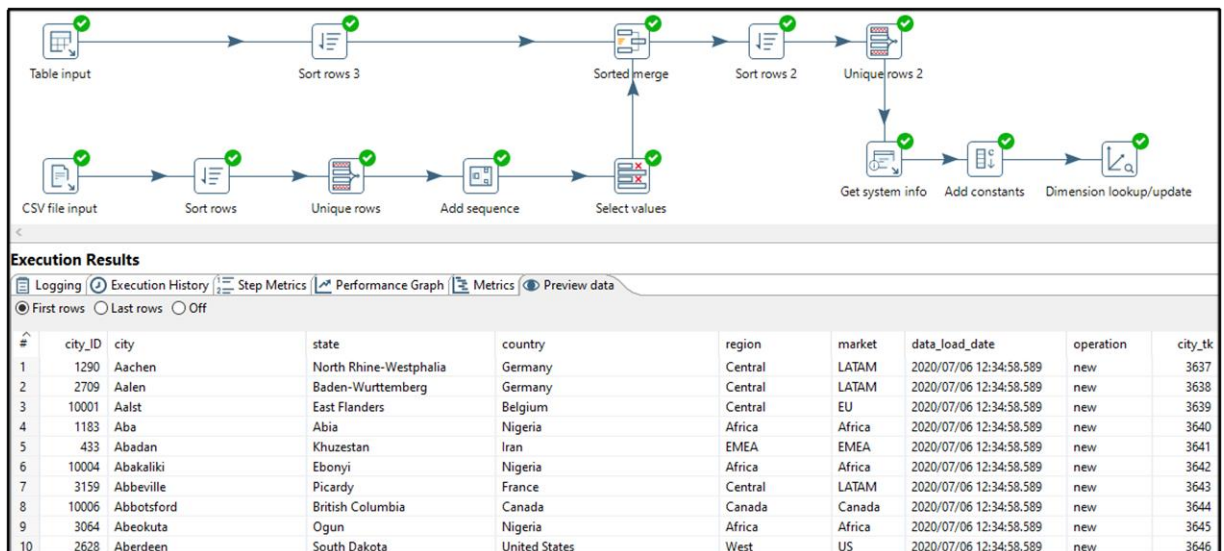 Table input Sort rows 3 Sorted merge Sort rows 2 Unique rows 2
Get system info Add constants Dimension lookup/update
CSV file input Sort rows Unique rows Add sequence Select values
Execution Results
Logging Execution History Step Metrics Performance Graph Metrics Preview data
First rows Last rows Off
# city_ID city state country region market data_load_date operation city_tk
1 1290 Aachen North Rhine-Westphalia Germany Central LATAM 2020/07/06 12:34:58.589 new 3637
2 2709 Aalen Baden-Wurttemberg Germany Central LATAM 2020/07/06 12:34:58.589 new 3638
3 10001 Aalst East Flanders Belgium Central EU 2020/07/06 12:34:58.589 new 3639
4 1183 Aba Abia Nigeria Africa Africa 2020/07/06 12:34:58.589 new 3640
5 433 Abadan Khuzestan Iran EMEA EMEA 2020/07/06 12:34:58.589 new 3641
6 10004 Abakaliki Ebonyi Nigeria Africa Africa 2020/07/06 12:34:58.589 new 3642
7 3159 Abbeville Picardy France Central LATAM 2020/07/06 12:34:58.589 new 3643
8 10006 Abbotsford British Columbia Canada Canada Canada 2020/07/06 12:34:58.589 new 3644
9 3064 Abeokuta Ogun Nigeria Africa Africa 2020/07/06 12:34:58.589 new 3645
10 2628 Aberdeen South Dakota United States West US 2020/07/06 12:34:58.589 new 3646